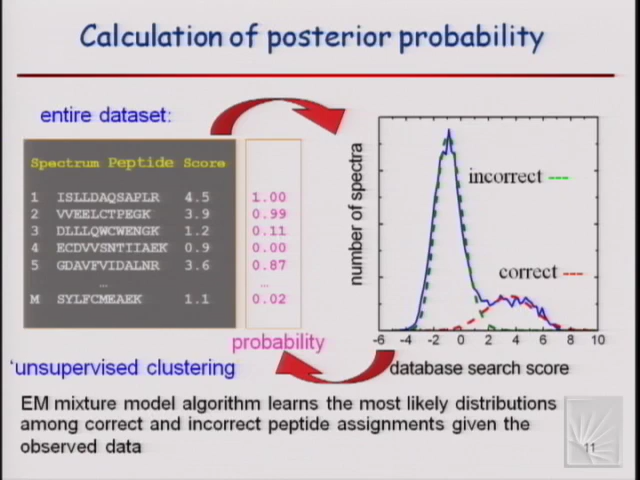 Calculation of posterior probability
entire dataset:
Spectrum Peptide Score
1 ISLLDAQSAPLR 4.5 1.00
2 VVEELCTPEGK 3.9 0.99
3 DLLLQWCWENGK 1.2 0.11
4 ECDVVSNTIIAEK 0.9 0.00
5 GDAVFVIDALNR 3.6 0.87
… …
M SYLFCMEAEK 1.1 0.02
probability
'unsupervised clustering
number of spectra
incorrect
correct
-6 -4 -2 0 2 4 6 8 10
database search score
EM mixture model algorithm learns the most likely distributions
among correct and incorrect peptide assignments given the
observed data
11